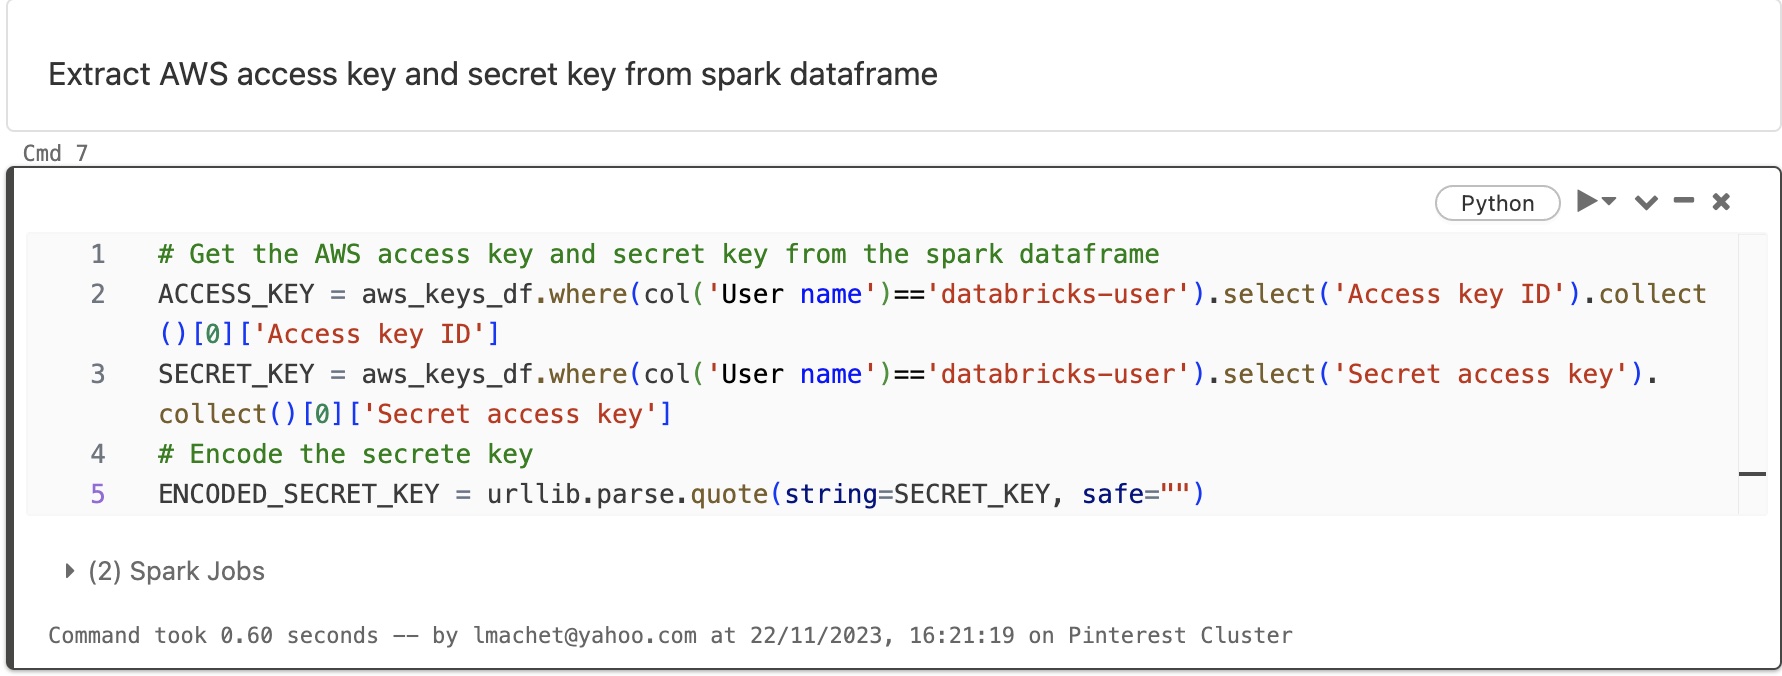 Extract AWS access key and secret key from spark dataframe
Cmd 7
Python
1 # Get the AWS access key and secret key from the spark dataframe
2 ACCESS_KEY = aws_keys_df.where(col('User name')=='databricks-user').select('Access key ID').collect
()[0]['Access key ID']
3 SECRET_KEY = aws_keys_df.where(col('User name')=='databricks-user').select('Secret access key').
collect()[0]['Secret access key']
4 # Encode the secrete key
5 ENCODED_SECRET_KEY = urllib.parse.quote(string=SECRET_KEY, safe="")
(2) Spark Jobs
Command took 0.60 seconds -- by lmachet@yahoo.com at 22/11/2023, 16:21:19 on Pinterest Cluster